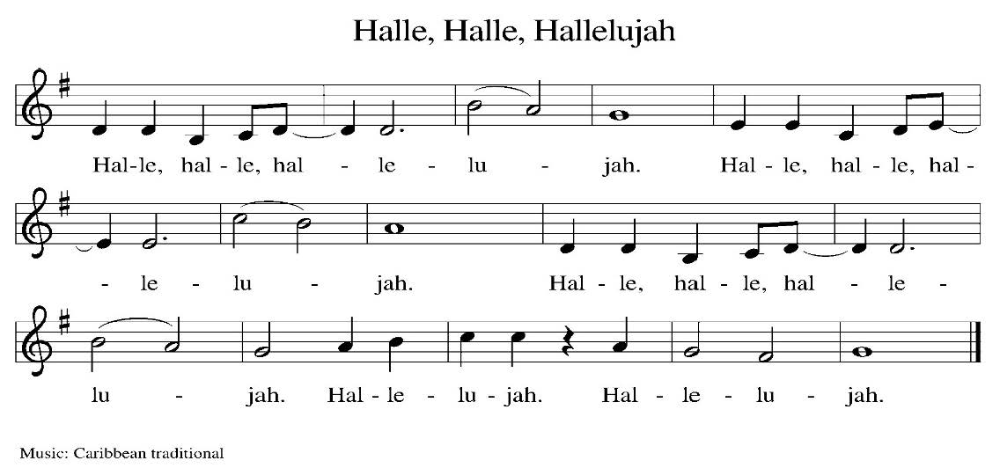 Halle, Halle, Hallelujah
Hal-le, hal - le, hal - le - lu - jah. Hal - le, hal - le, hal -
- le - lu - jah. Hal - le, hal - le, hal - le -
lu - jah. Hal - le - lu - jah. Hal - le - lu - jah.
Music: Caribbean traditional